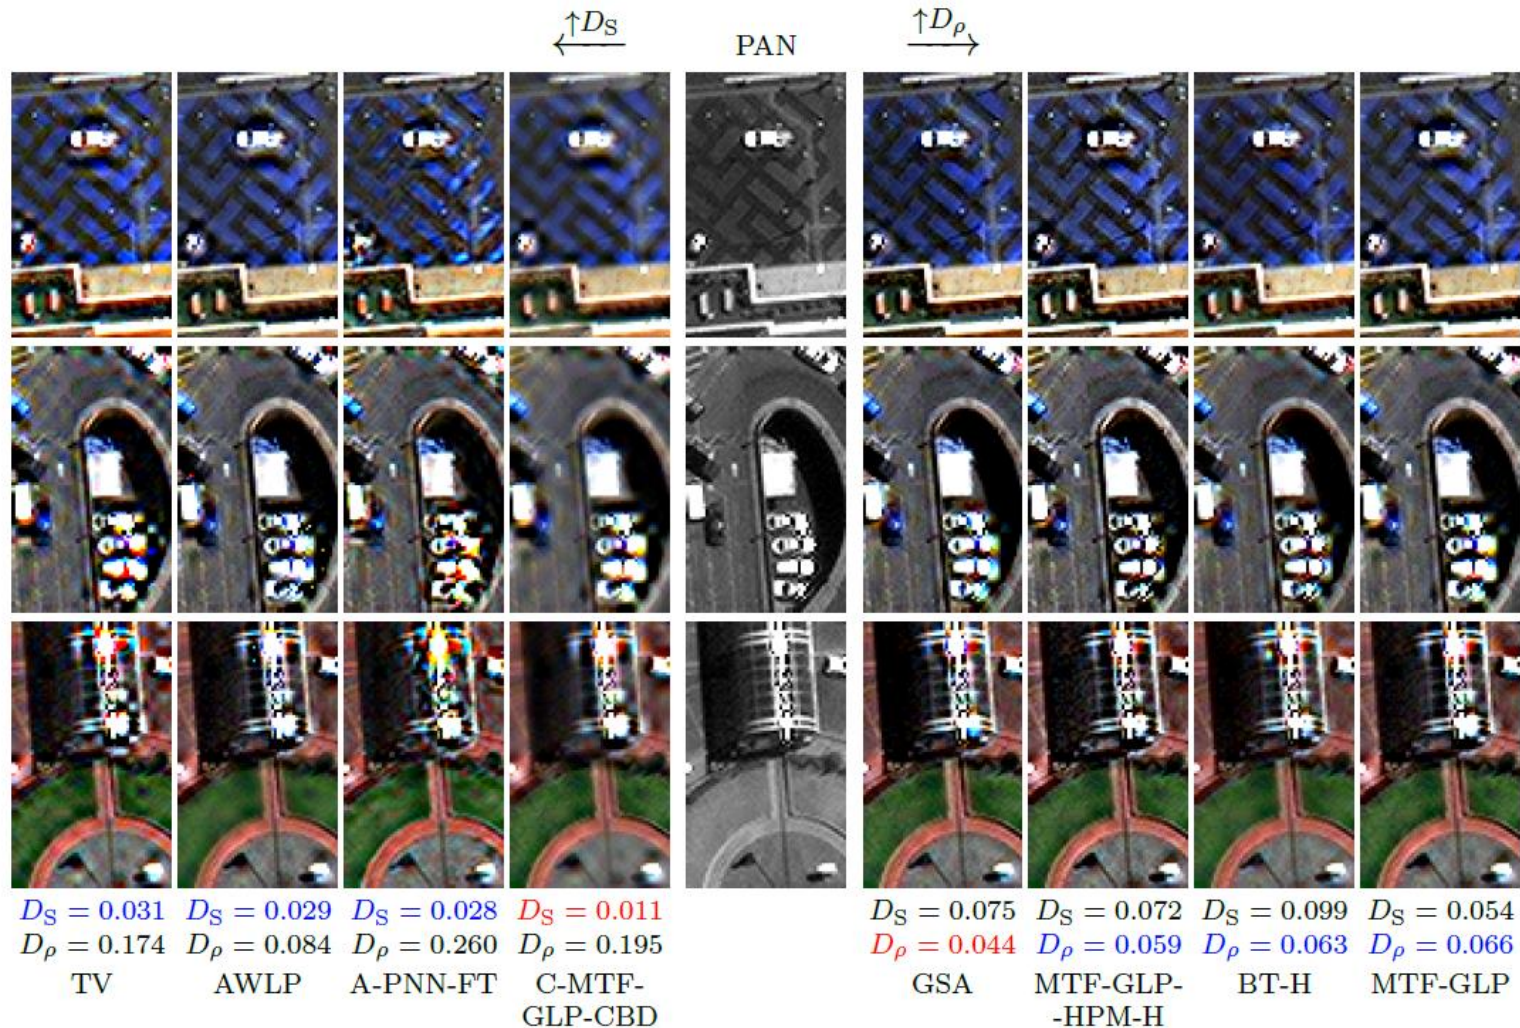 ↑D_S
PAN
↑D_ρ
D_S = 0.031 D_S = 0.029 D_S = 0.028 D_S = 0.011 D_S = 0.075 D_S = 0.072 D_S = 0.099 D_S = 0.054
D_ρ = 0.174 D_ρ = 0.084 D_ρ = 0.260 D_ρ = 0.195 D_ρ = 0.044 D_ρ = 0.059 D_ρ = 0.063 D_ρ = 0.066
TV AWLP A-PNN-FT C-MTF- GSA MTF-GLP- BT-H MTF-GLP
GLP-CBD -HPM-H